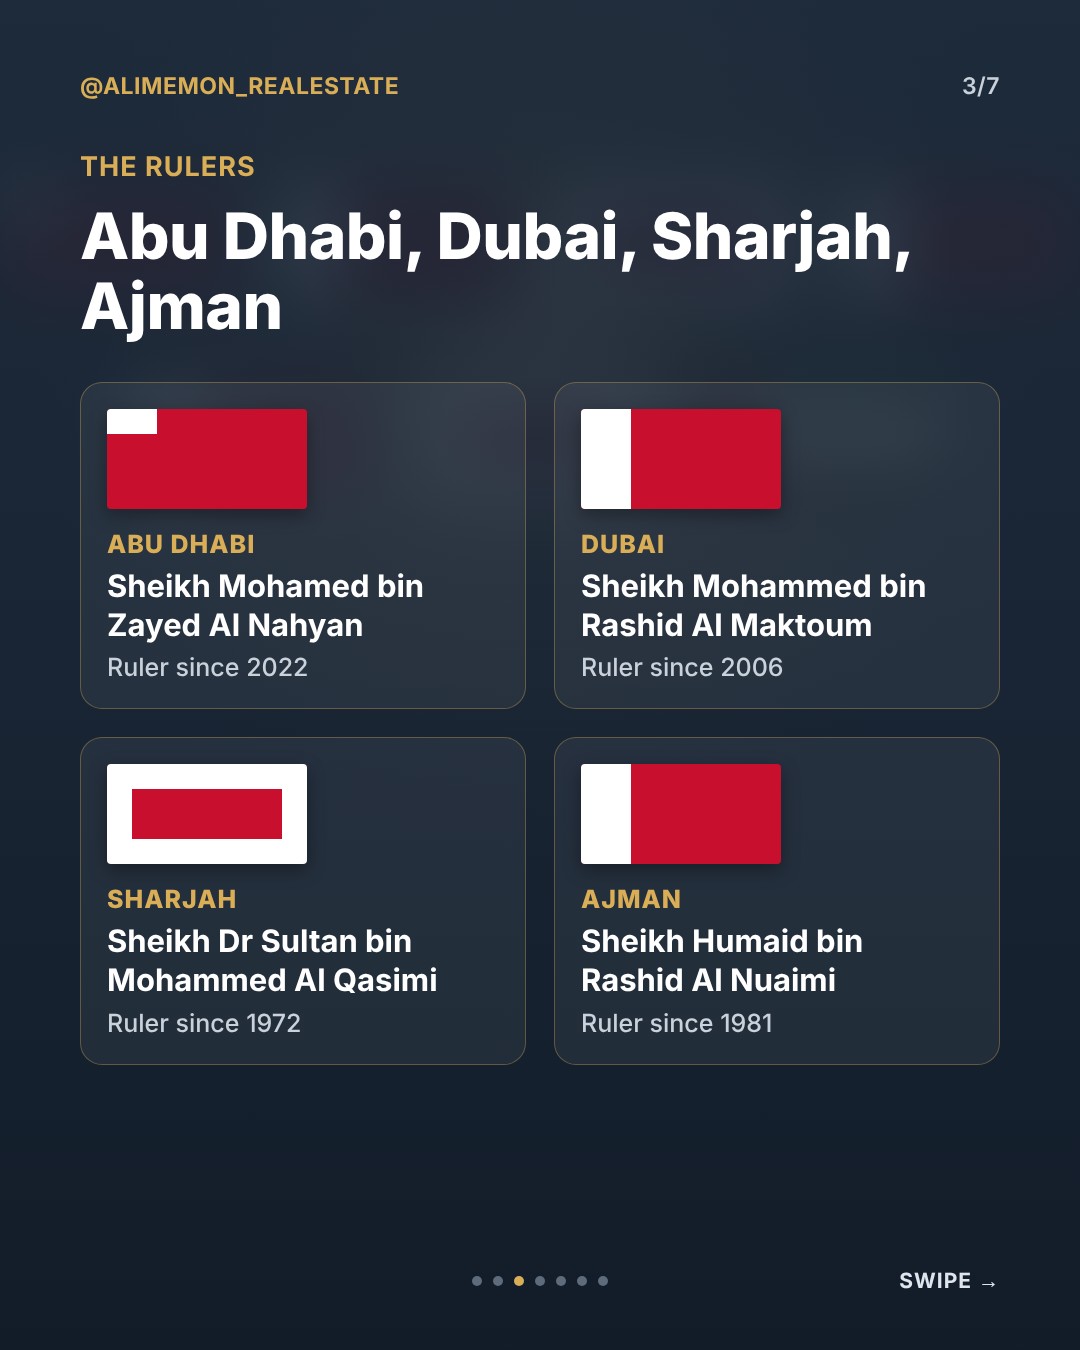 @ALIMEMON_REALESTATE
3/7
THE RULERS
Abu Dhabi, Dubai, Sharjah,
Ajman
ABU DHABI
Sheikh Mohamed bin
Zayed Al Nahyan
Ruler since 2022
DUBAI
Sheikh Mohammed bin
Rashid Al Maktoum
Ruler since 2006
SHARJAH
Sheikh Dr Sultan bin
Mohammed Al Qasimi
Ruler since 1972
AJMAN
Sheikh Humaid bin
Rashid Al Nuaimi
Ruler since 1981
SWIPE →